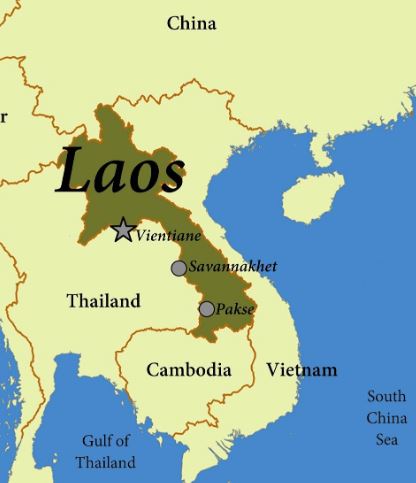 China
r
Laos
Vientiane
Savannakhet
Thailand
Pakse
Cambodia
Vietnam
South
China
Sea
Gulf of
Thailand